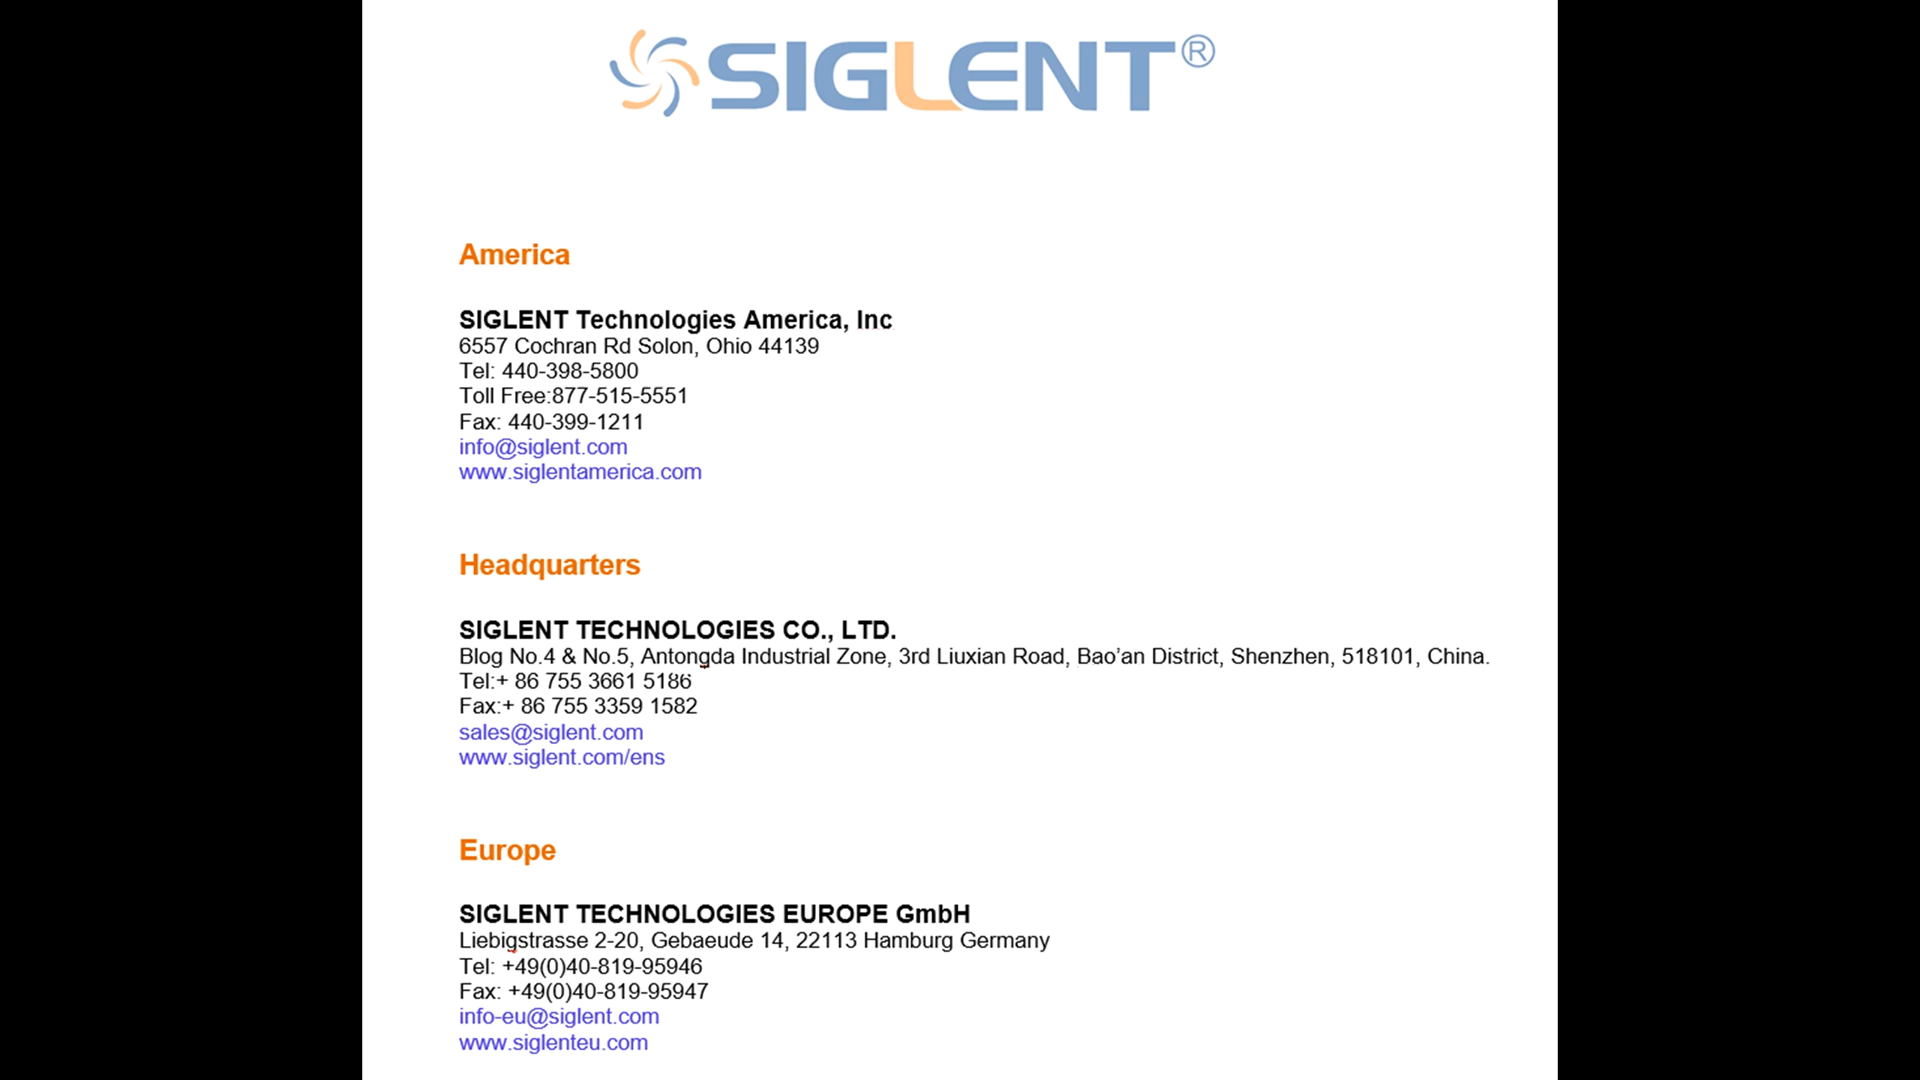 SIGLENT®
America
SIGLENT Technologies America, Inc
6557 Cochran Rd Solon, Ohio 44139
Tel: 440-398-5800
Toll Free:877-515-5551
Fax: 440-399-1211
info@siglent.com
www.siglentamerica.com
Headquarters
SIGLENT TECHNOLOGIES CO., LTD.
Blog No.4 & No.5, Antongda Industrial Zone, 3rd Liuxian Road, Bao’an District, Shenzhen, 518101, China.
Tel:+ 86 755 3661 5186
Fax:+ 86 755 3359 1582
sales@siglent.com
www.siglent.com/ens
Europe
SIGLENT TECHNOLOGIES EUROPE GmbH
Liebigstrasse 2-20, Gebaeude 14, 22113 Hamburg Germany
Tel: +49(0)40-819-95946
Fax: +49(0)40-819-95947
info-eu@siglent.com
www.siglenteu.com